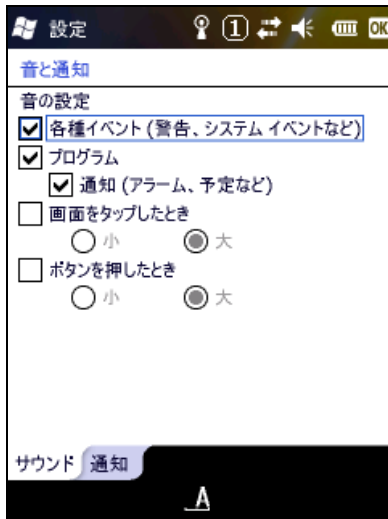 設定 1 OK
音と通知
音の設定
各種イベント (警告、システム イベントなど)
プログラム
通知 (アラーム、予定など)
画面をタップしたとき
小 大
ボタンを押したとき
小 大
サウンド 通知
A